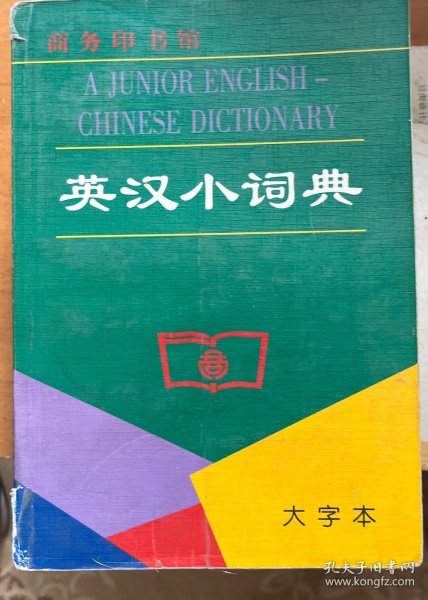 商务印书馆
A JUNIOR ENGLISH –
CHINESE DICTIONARY
英汉小词典
大字本
孔夫子旧书网
www.kongfz.com